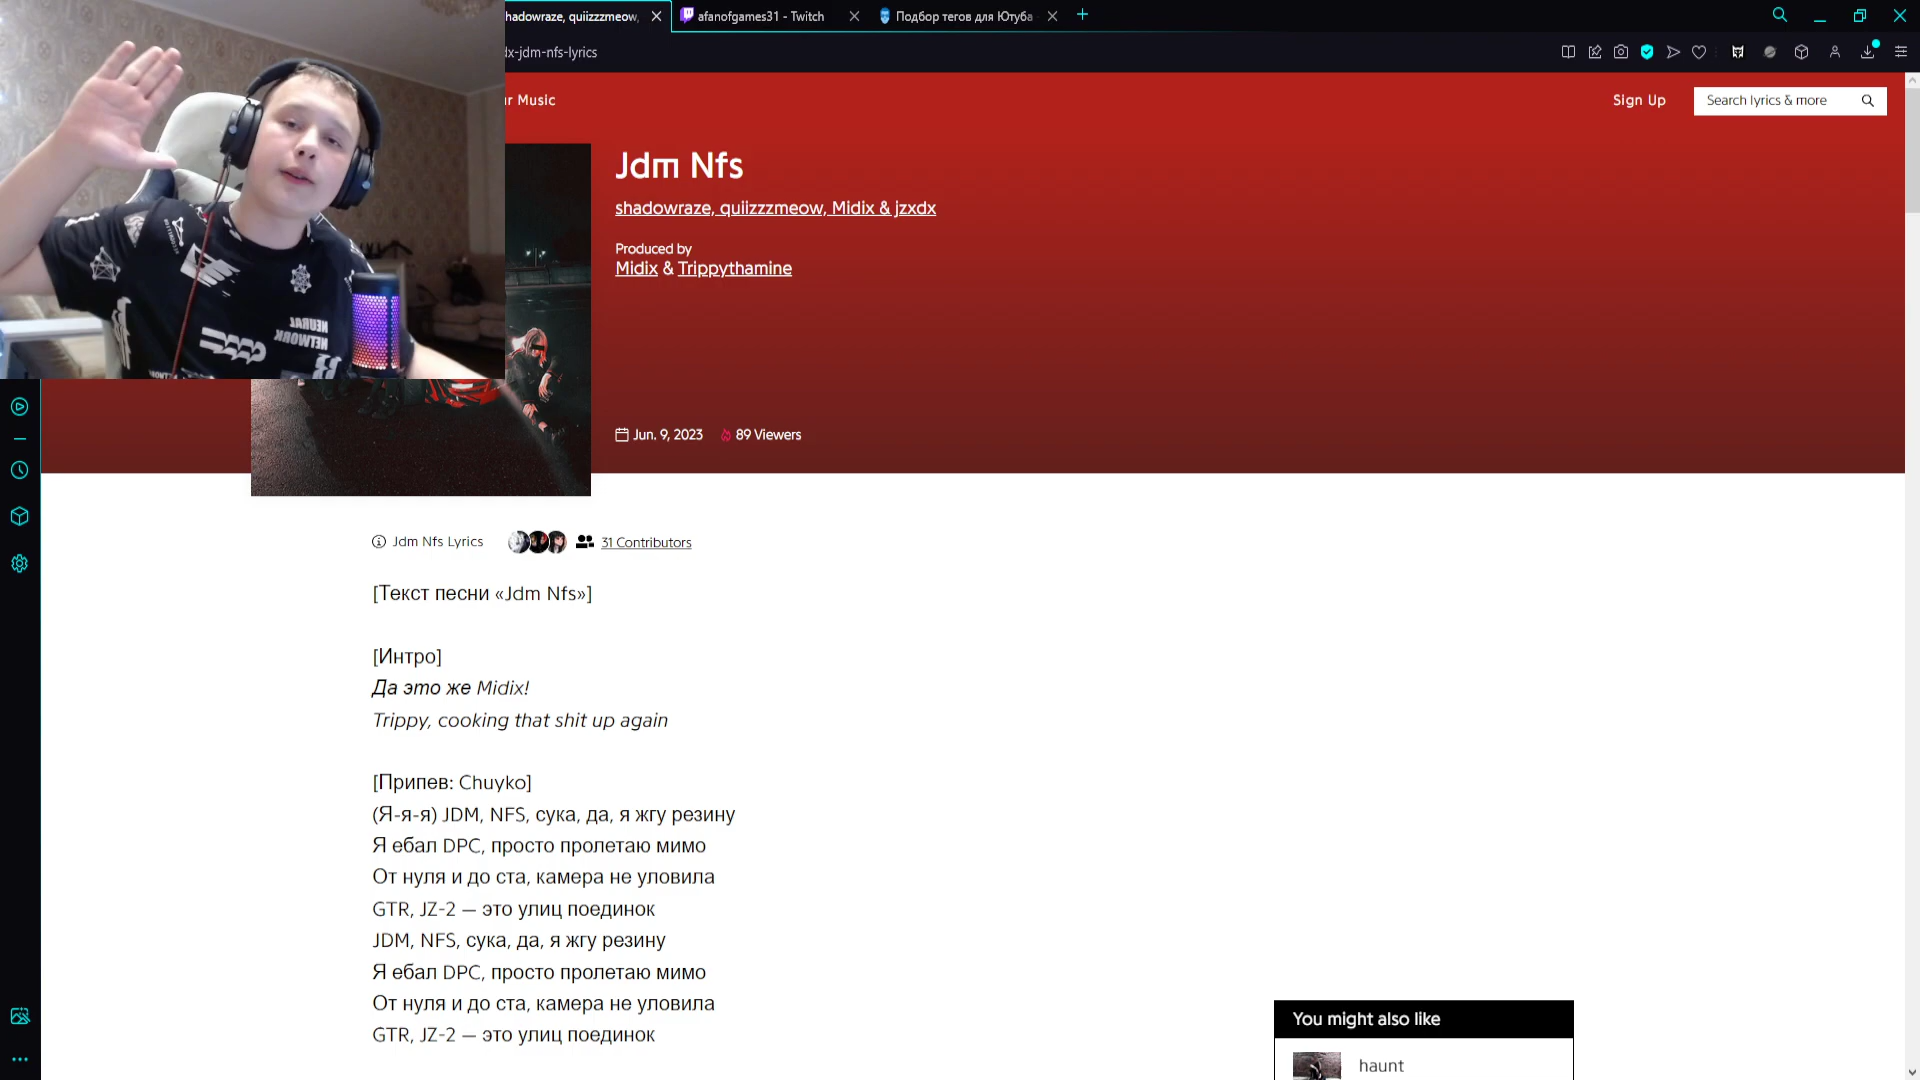 hadowraze, quiizzzmeow,
afanofgames31 - Twitch
Подбор тегов для Ютуба
x-jdm-nfs-lyrics
r Music
Sign Up
Search lyrics & more
Jdm Nfs
shadowraze, quiizzzmeow, Midix & jzxdx
Produced by
Midix & Trippythamine
NEURAL
NETWORK
Jun. 9, 2023
89 Viewers
Jdm Nfs Lyrics
31 Contributors
[Текст песни «Jdm Nfs»]
[Интро]
Да это же Midix!
Trippy, cooking that shit up again
[Припев: Chuyko]
(Я-я-я) JDM, NFS, сука, да, я жгу резину
Я ебал DPC, просто пролетаю мимо
От нуля и до ста, камера не уловила
GTR, JZ-2 — это улиц поединок
JDM, NFS, сука, да, я жгу резину
Я ебал DPC, просто пролетаю мимо
От нуля и до ста, камера не уловила
GTR, JZ-2 — это улиц поединок
You might also like
haunt